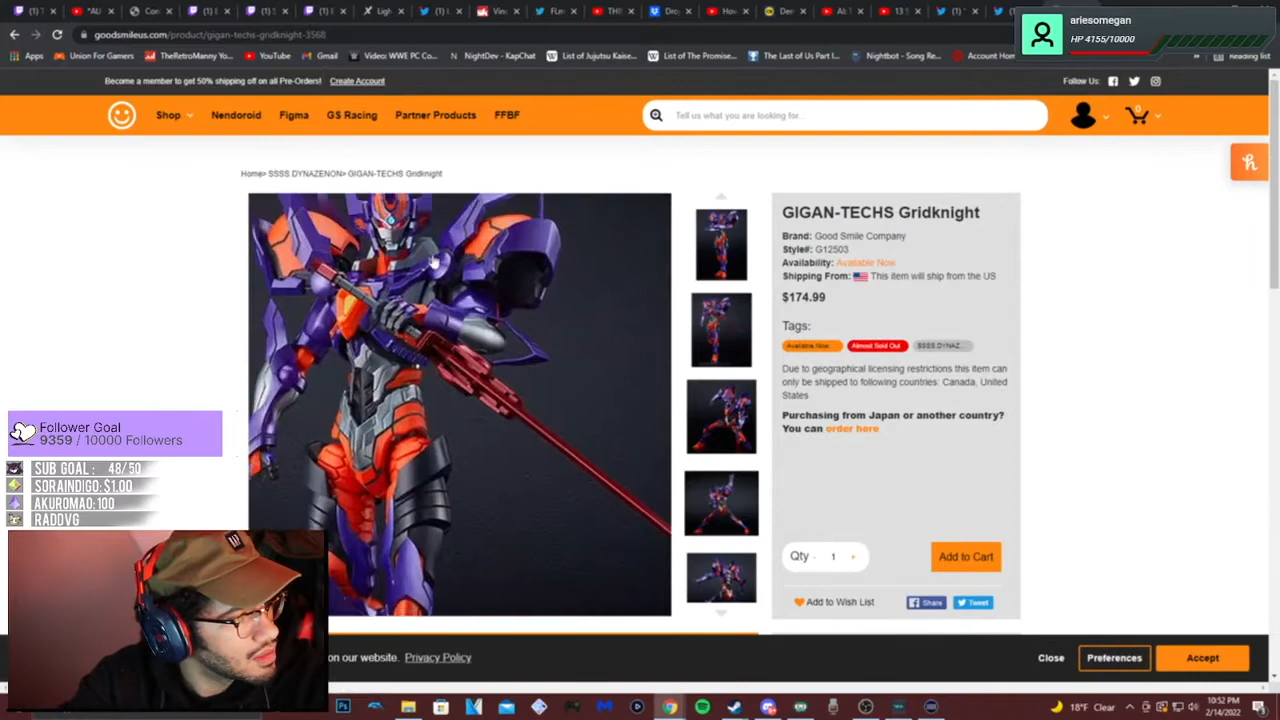 ariesomegan
HP 4155/10000
goodsmileus.com/product/gigan-techs-gridknight-3568
Apps
Union For Gamers
TheRetroManny Yo...
YouTube
Gmail
Video: WWE PC Co...
NightDev - KapChat
List of Jujutsu Kaise...
List of The Promise...
The Last of Us Part I...
Nightbot - Song Re...
Account Hom
Reading list
Become a member to get 50% shipping off on all Pre-Orders! Create Account
Follow Us:
Shop
Nendoroid
Figma
GS Racing
Partner Products
FFBF
Tell us what you are looking for...
0
Home> SSSS.DYNAZENON> GIGAN-TECHS Gridknight
GIGAN-TECHS Gridknight
Brand: Good Smile Company
Style#: G12503
Availability: Available Now
Shipping From: This item will ship from the US
$174.99
Tags:
Available Now
Almost Sold Out
SSSS.DYNAZ...
Due to geographical licensing restrictions this item can
only be shipped to following countries: Canada, United
States
Purchasing from Japan or another country?
You can order here
Qty - 1 +
Add to Cart
Add to Wish List
Share
Tweet
Follower Goal
9359 / 10000 Followers
SUB GOAL : 48/50
SORAINDIGO: $1.00
AKUROMAO: 100
RADDVG
on our website. Privacy Policy
Close
Preferences
Accept
18°F Clear
10:52 PM
2/14/2022